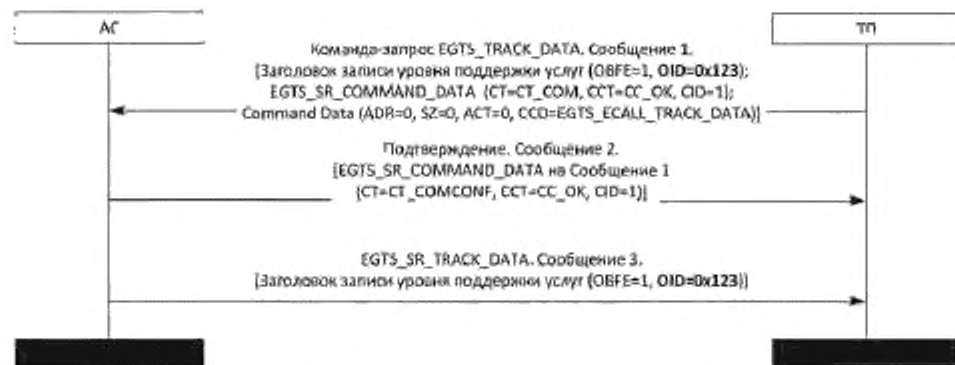 АС
ТП
Команда-запрос EGTS_TRACK_DATA. Сообщение 1.
[Заголовок записи уровня поддержки услуг (OBFE=1, OID=0x123);
EGTS_SR_COMMAND_DATA (CT=CT_COM, CCT=CC_OK, CID=1);
Command Data (ADR=0, SZ=0, ACT=0, CCD=EGTS_ECALL_TRACK_DATA)]
Подтверждение. Сообщение 2.
[EGTS_SR_COMMAND_DATA на Сообщение 1
(CT=CT_COMCONF, CCT=CC_OK, CID=1)]
EGTS_SR_TRACK_DATA. Сообщение 3.
[Заголовок записи уровня поддержки услуг (OBFE=1, OID=0x123)]